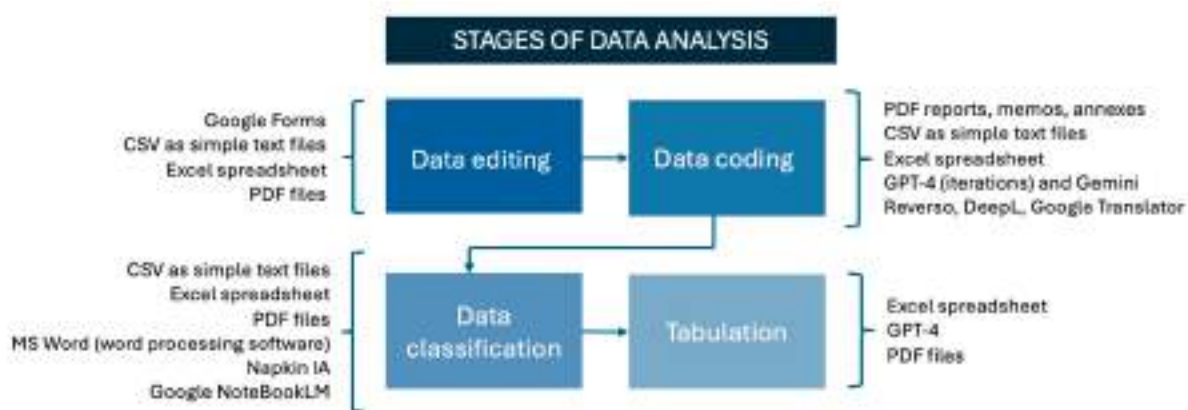 STAGES OF DATA ANALYSIS
Google Forms
CSV as simple text files
Excel spreadsheet
PDF files
Data editing
Data coding
PDF reports, memos, annexes
CSV as simple text files
Excel spreadsheet
GPT-4 (iterations) and Gemini
Reverso, DeepL, Google Translator
CSV as simple text files
Excel spreadsheet
PDF files
MS Word (word processing software)
Napkin IA
Google NoteBookLM
Data
classification
Tabulation
Excel spreadsheet
GPT-4
PDF files